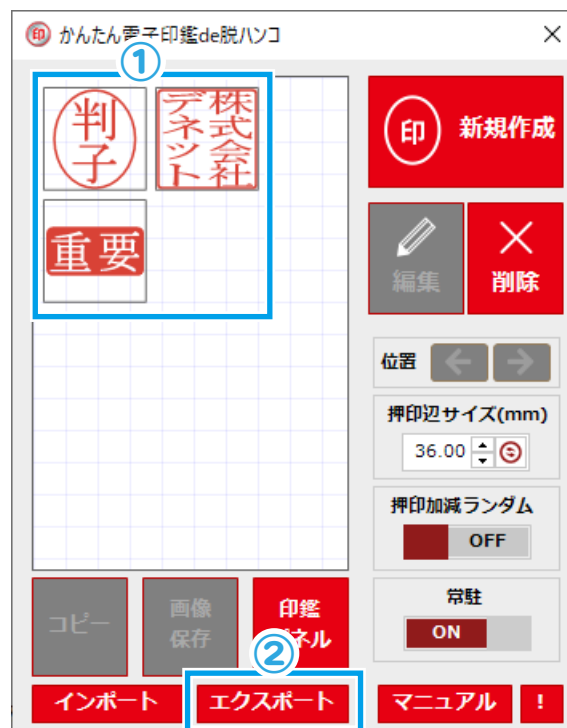 印 かんたん電子印鑑de脱ハンコ
①
判子
株式会社
デネット
重要
印 新規作成
編集
削除
位置
押印辺サイズ(mm)
36.00
押印加減ランダム
OFF
常駐
ON
コピー
画像
保存
印鑑
ネル
②
インポート
エクスポート
マニュアル
!